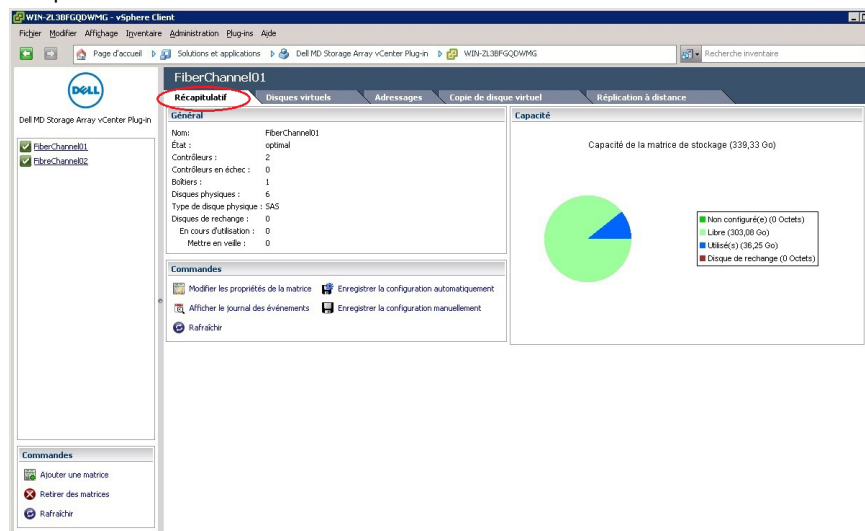 WIN-ZL3BFGQDWMG - vSphere Client
Fichier Modifier Affichage Inventaire Administration Plug-ins Aide
Page d'accueil Solutions et applications Dell MD Storage Array vCenter Plug-in WIN-ZL3BFGQDWMG Recherche inventaire
DELL
Dell MD Storage Array vCenter Plug-in
FiberChannel01
FibreChannel02
FiberChannel01
Récapitulatif Disques virtuels Adressages Copie de disque virtuel Réplication à distance
Général
Nom: FiberChannel01
État : optimal
Contrôleurs : 2
Contrôleurs en échec : 0
Boîtiers : 1
Disques physiques : 6
Type de disque physique : SAS
Disques de rechange : 0
En cours d'utilisation : 0
Mettre en veille : 0
Commandes
Modifier les propriétés de la matrice Enregistrer la configuration automatiquement
Afficher le journal des événements Enregistrer la configuration manuellement
Rafraîchir
Capacité
Capacité de la matrice de stockage (339,33 Go)
Non configuré(e) (0 Octets)
Libre (303,08 Go)
Utilisé(s) (36,25 Go)
Disque de rechange (0 Octets)
Commandes
Ajouter une matrice
Retirer des matrices
Rafraîchir